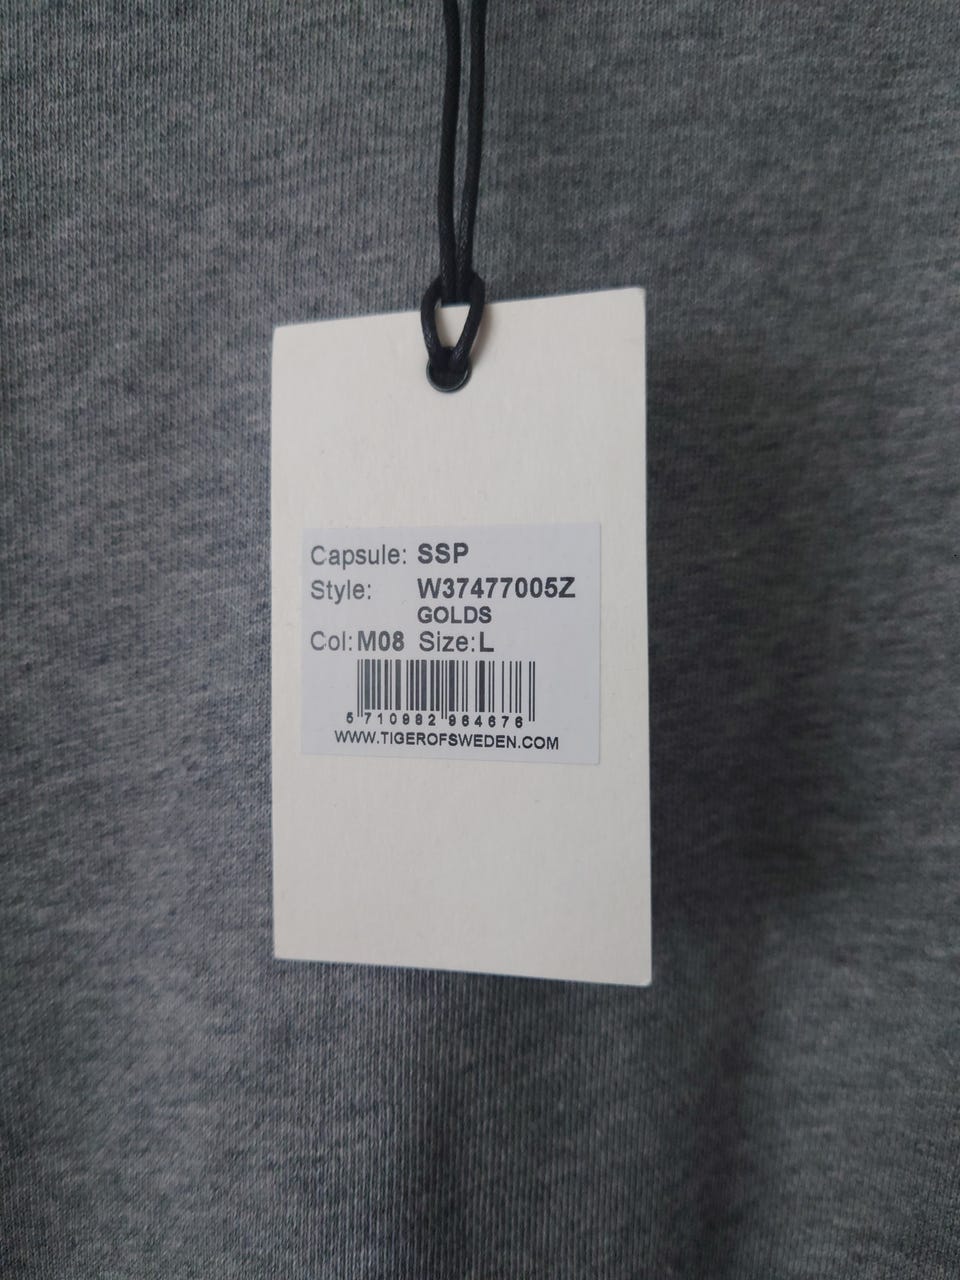 Capsule: SSP
Style: W37477005Z
GOLDS
Col: M08 Size: L
5 710982 964676
WWW.TIGEROFSWEDEN.COM